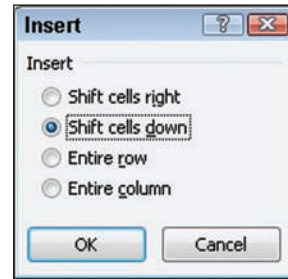 Insert
Insert
Shift cells right
Shift cells down
Entire row
Entire column
OK Cancel